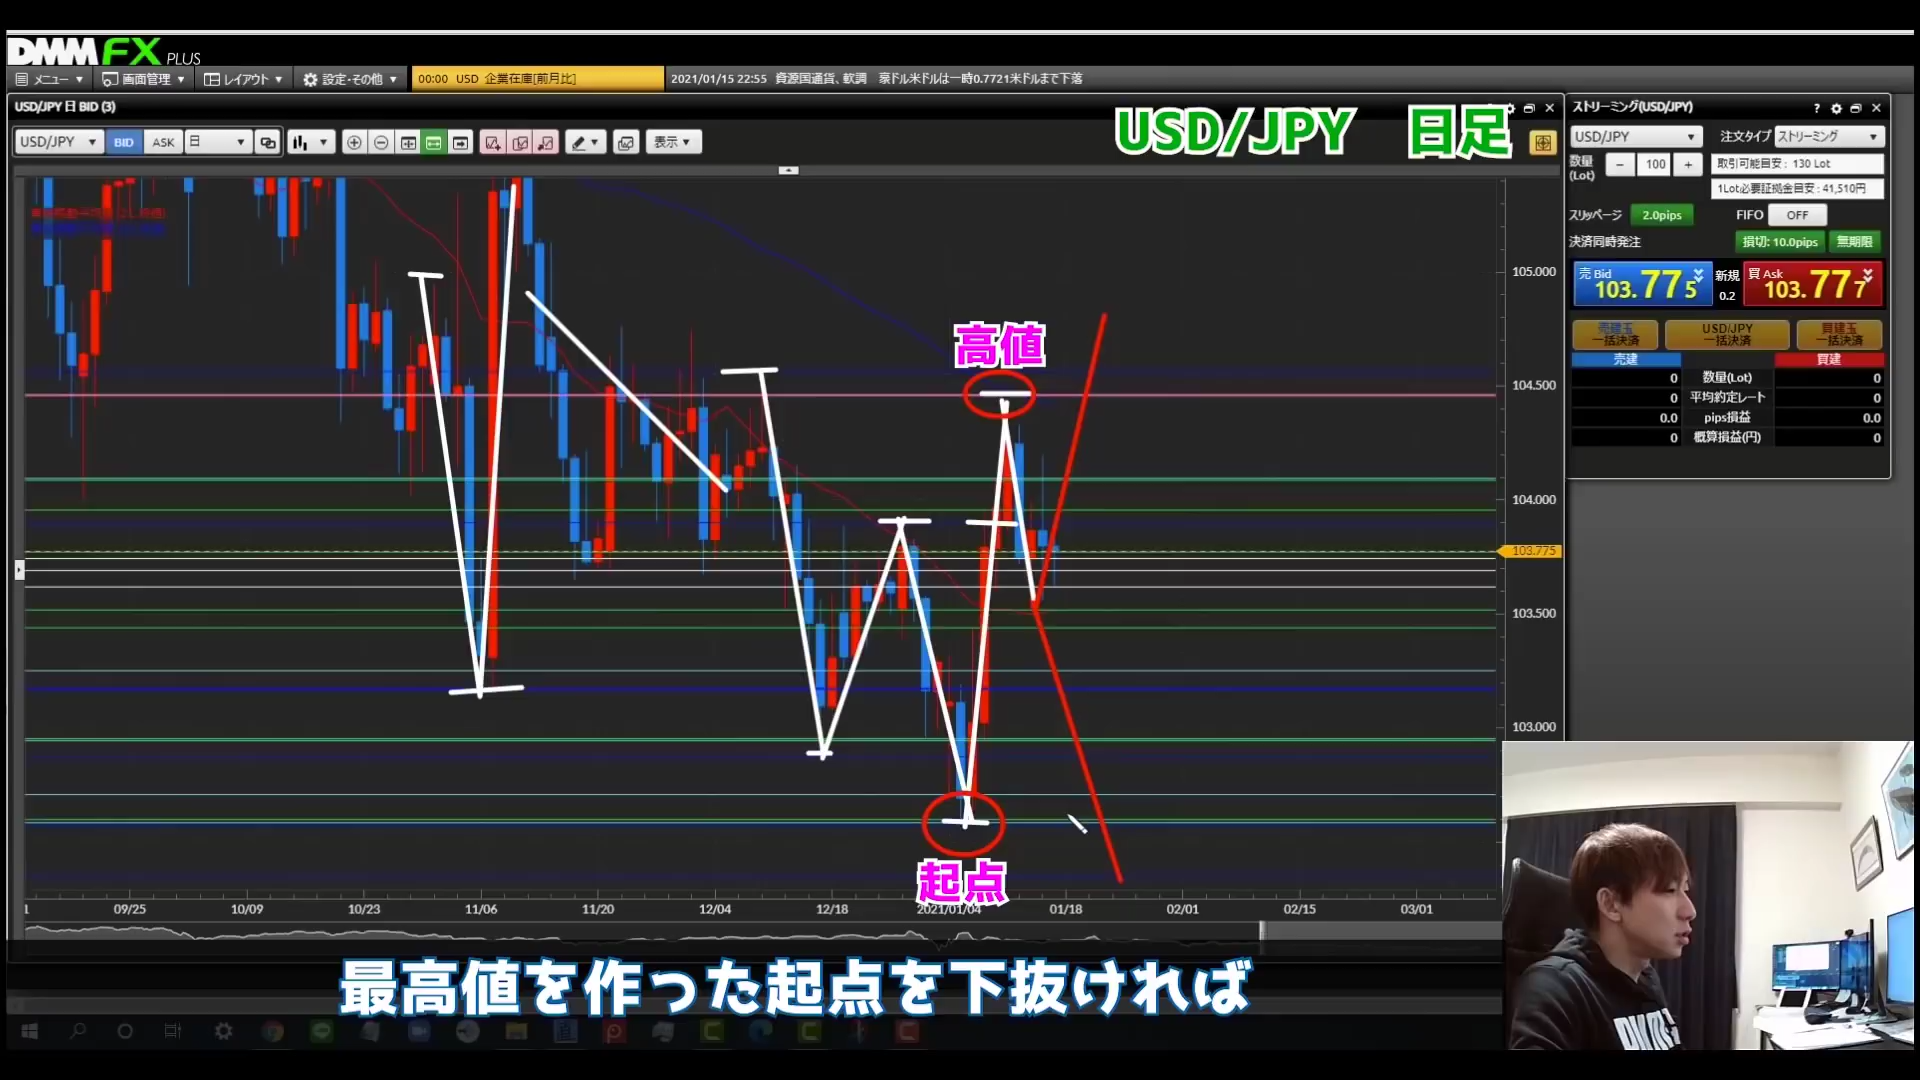 DMM FX PLUS
メニュー ▼ 画面管理 ▼ レイアウト ▼ 設定・その他 ▼ 00:00 USD 企業在庫[前月比] 2021/01/15 22:55 資源国通貨、軟調 豪ドル米ドルは一時0.7721米ドルまで下落
USD/JPY 日 BID (3)
USD/JPY BID ASK 日 表示
USD/JPY 日足
高値
起点
105.000
104.500
104.000
103.775
103.500
103.000
09/25 10/09 10/23 11/06 11/20 12/04 12/18 2021/01/04 01/18 02/01 02/15 03/01
ストリーミング(USD/JPY)
USD/JPY 注文タイプ ストリーミング
数量(Lot) − 100 + 取引可能目安: 130 Lot
1Lot必要証拠金目安: 41,510円
スリッページ 2.0pips FIFO OFF
決済同時発注 損切: 10.0pips 無期限
売 Bid 103.775 新規 0.2 買 Ask 103.777
売建玉 一括決済 USD/JPY 一括決済 買建玉 一括決済
売建 買建
0 数量(Lot) 0
0 平均約定レート 0
0.0 pips損益 0.0
0 概算損益(円) 0
最高値を作った起点を下抜ければ